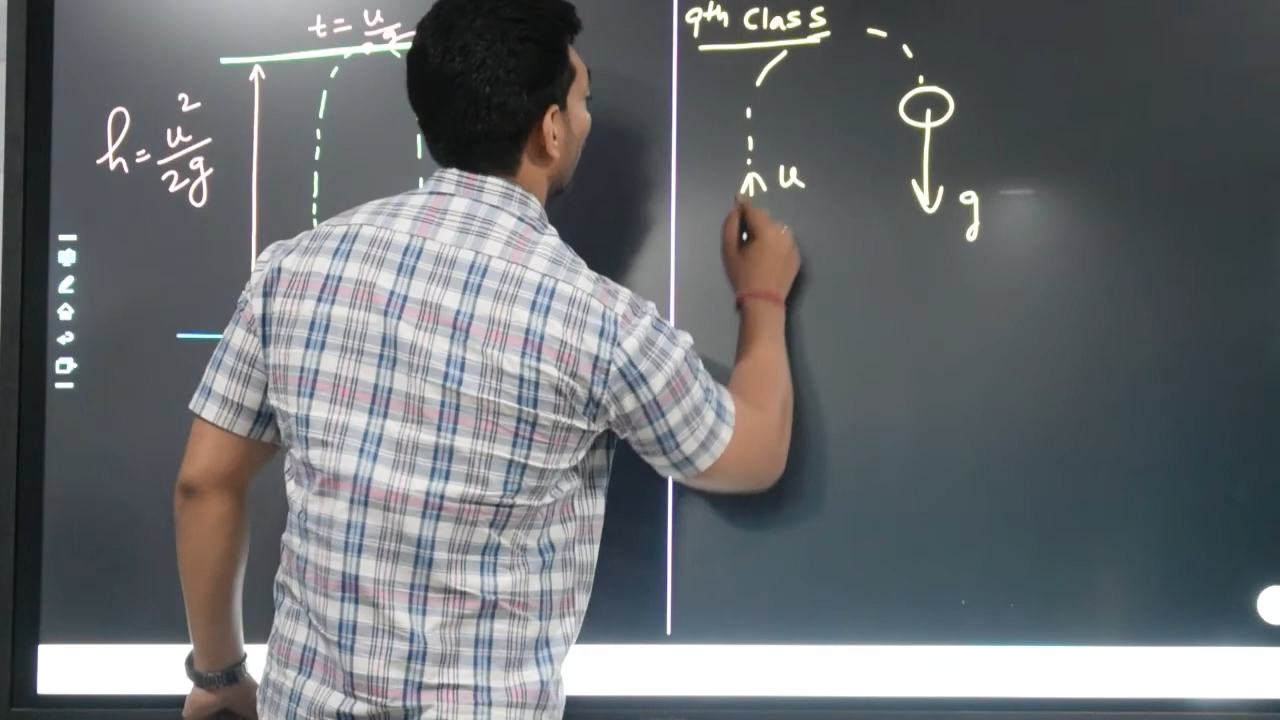 t = u/g
h = u²/2g
9th Class
u
g